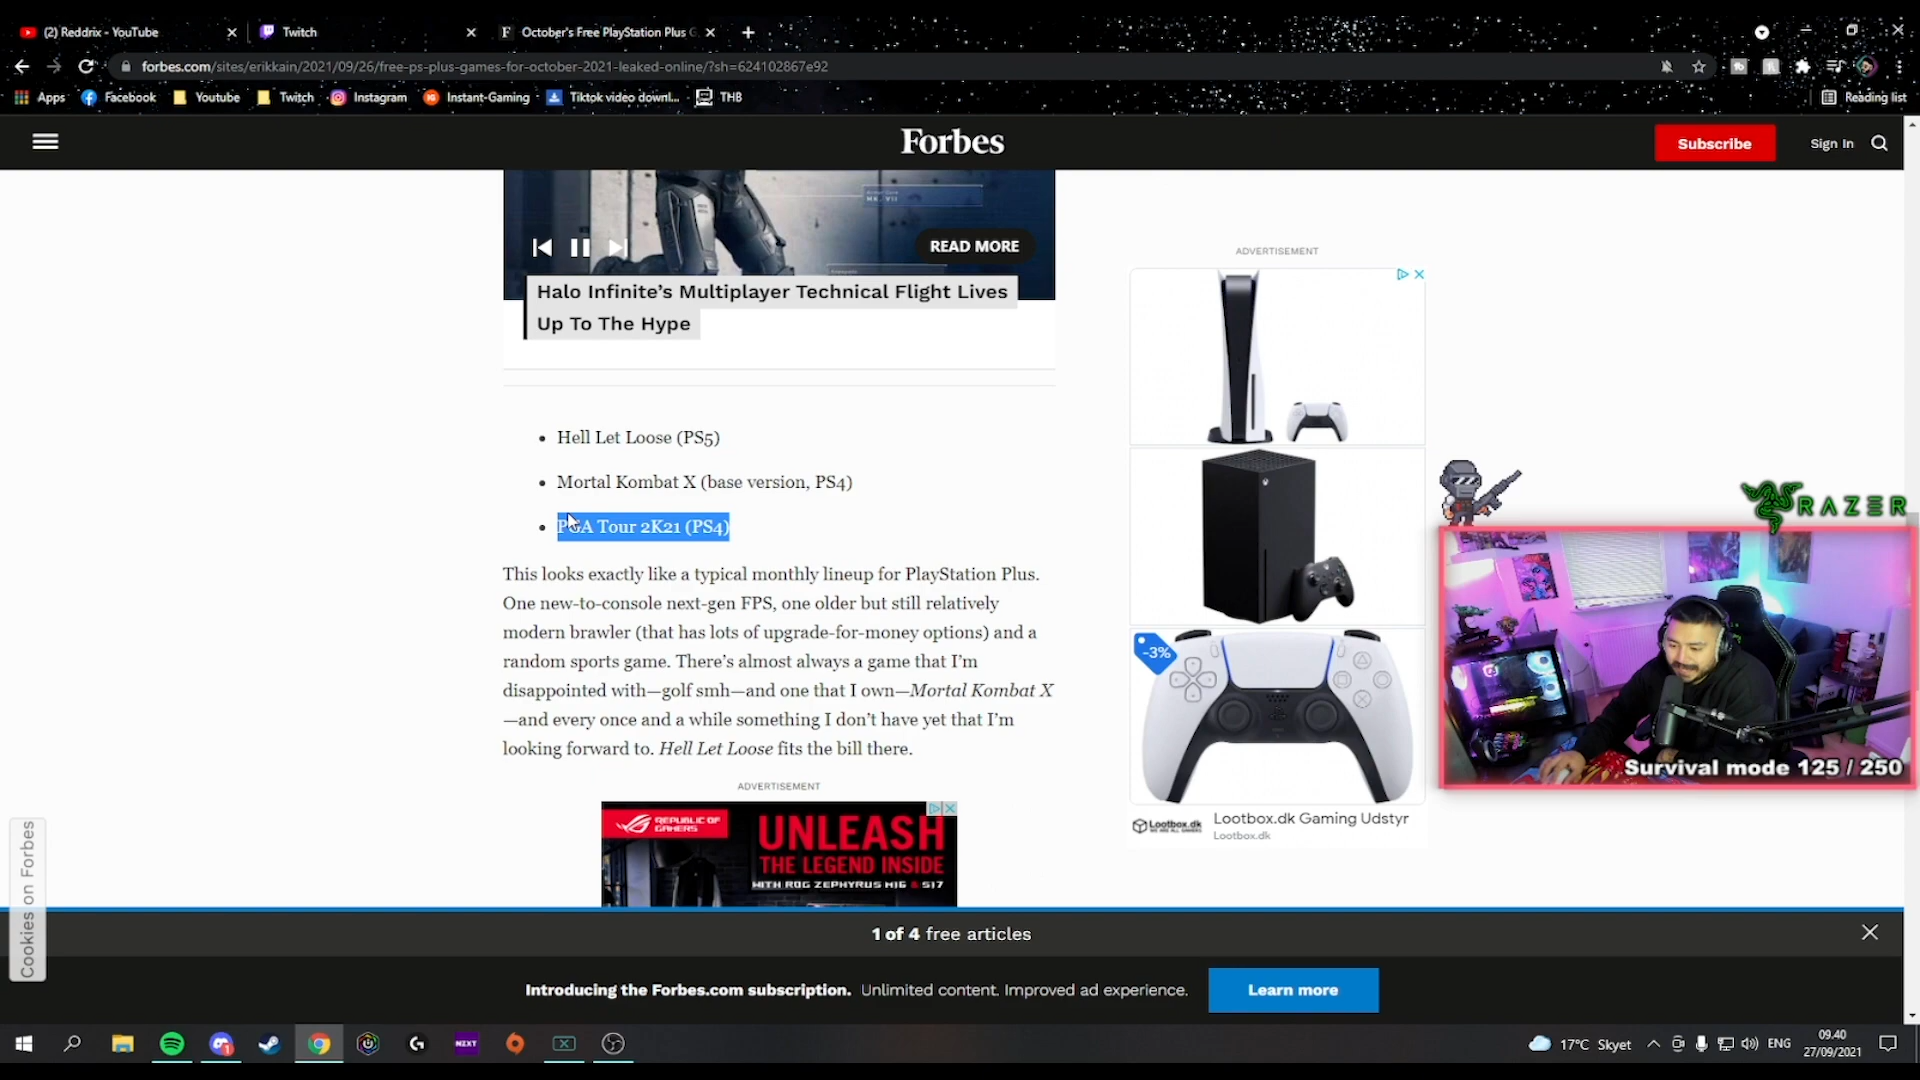 (2) Reddrix - YouTube
Twitch
October's Free PlayStation Plus G
forbes.com/sites/erikkain/2021/09/26/free-ps-plus-games-for-october-2021-leaked-online/?sh=624102867e92
Apps
Facebook
Youtube
Twitch
Instagram
Instant-Gaming
Tiktok video downl...
THB
Reading list
Forbes
Subscribe
Sign In
READ MORE
Halo Infinite's Multiplayer Technical Flight Lives
Up To The Hype
ADVERTISEMENT
• Hell Let Loose (PS5)
• Mortal Kombat X (base version, PS4)
• PGA Tour 2K21 (PS4)
This looks exactly like a typical monthly lineup for PlayStation Plus.
One new-to-console next-gen FPS, one older but still relatively
modern brawler (that has lots of upgrade-for-money options) and a
random sports game. There's almost always a game that I'm
disappointed with—golf smh—and one that I own—Mortal Kombat X
—and every once and a while something I don't have yet that I'm
looking forward to. Hell Let Loose fits the bill there.
-3%
Lootbox.dk
Lootbox.dk Gaming Udstyr
Lootbox.dk
RAZER
Survival mode 125 / 250
ADVERTISEMENT
REPUBLIC OF
GAMERS
UNLEASH
THE LEGEND INSIDE
WITH ROG ZEPHYRUS M16 & S17
Cookies on Forbes
1 of 4 free articles
Introducing the Forbes.com subscription. Unlimited content. Improved ad experience.
Learn more
NZXT
17°C Skyet
ENG
09.40
27/09/2021